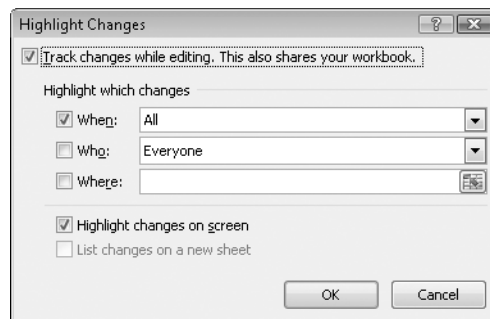 Highlight Changes
Track changes while editing. This also shares your workbook.
Highlight which changes
When: All
Who: Everyone
Where:
Highlight changes on screen
List changes on a new sheet
OK Cancel